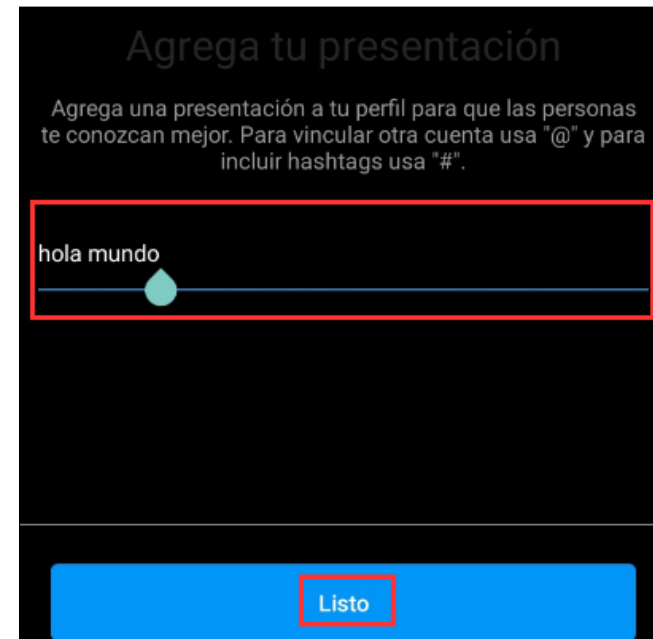 Agrega tu presentación
Agrega una presentación a tu perfil para que las personas
te conozcan mejor. Para vincular otra cuenta usa "@" y para
incluir hashtags usa "#".
hola mundo
Listo